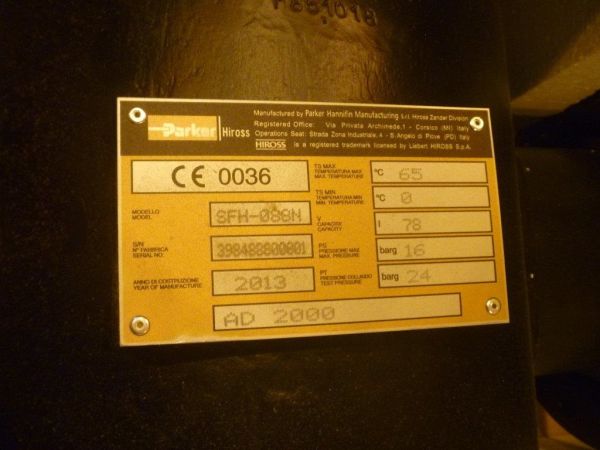 Parker Hiross
Manufactured by Parker Hannifin Manufacturing s.r.l. Hiross Zander Division
Registered Office: Via Privata Archimede,1 - Corsico (MI) Italy
Operations Seat: Strada Zona Industriale,4 - S.Angelo di Piove (PD) Italy
HIROSS is a registered trademark licensed by Liebert HIROSS S.p.A.
CE 0036
TS MAX
TEMPERATURA MAX
MAX. TEMPERATURE
°C 65
TS MIN
TEMPERATURA MIN
MIN. TEMPERATURE
°C 0
MODELLO
MODEL
SFH-088N
V
CAPACITA'
CAPACITY
l 78
S/N
N° FABBRICA
SERIAL NO.
398488800801
PS
PRESSIONE MAX
MAX. PRESSURE
barg 16
ANNO DI COSTRUZIONE
YEAR OF MANUFACTURE
2013
PT
PRESSIONE COLLAUDO
TEST PRESSURE
barg 24
AD 2000